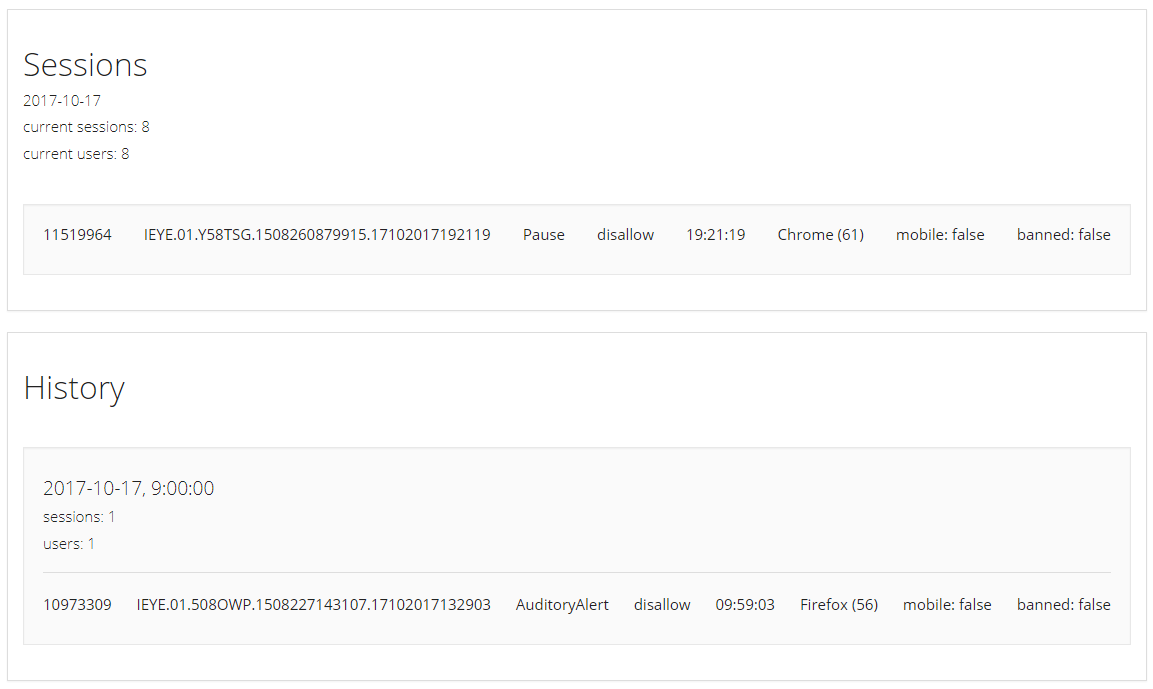 Sessions
2017-10-17
current sessions: 8
current users: 8
11519964 IEYE.01.Y58TSG.1508260879915.17102017192119 Pause disallow 19:21:19 Chrome (61) mobile: false banned: false
History
2017-10-17, 9:00:00
sessions: 1
users: 1
10973309 IEYE.01.508OWP.1508227143107.17102017132903 AuditoryAlert disallow 09:59:03 Firefox (56) mobile: false banned: false